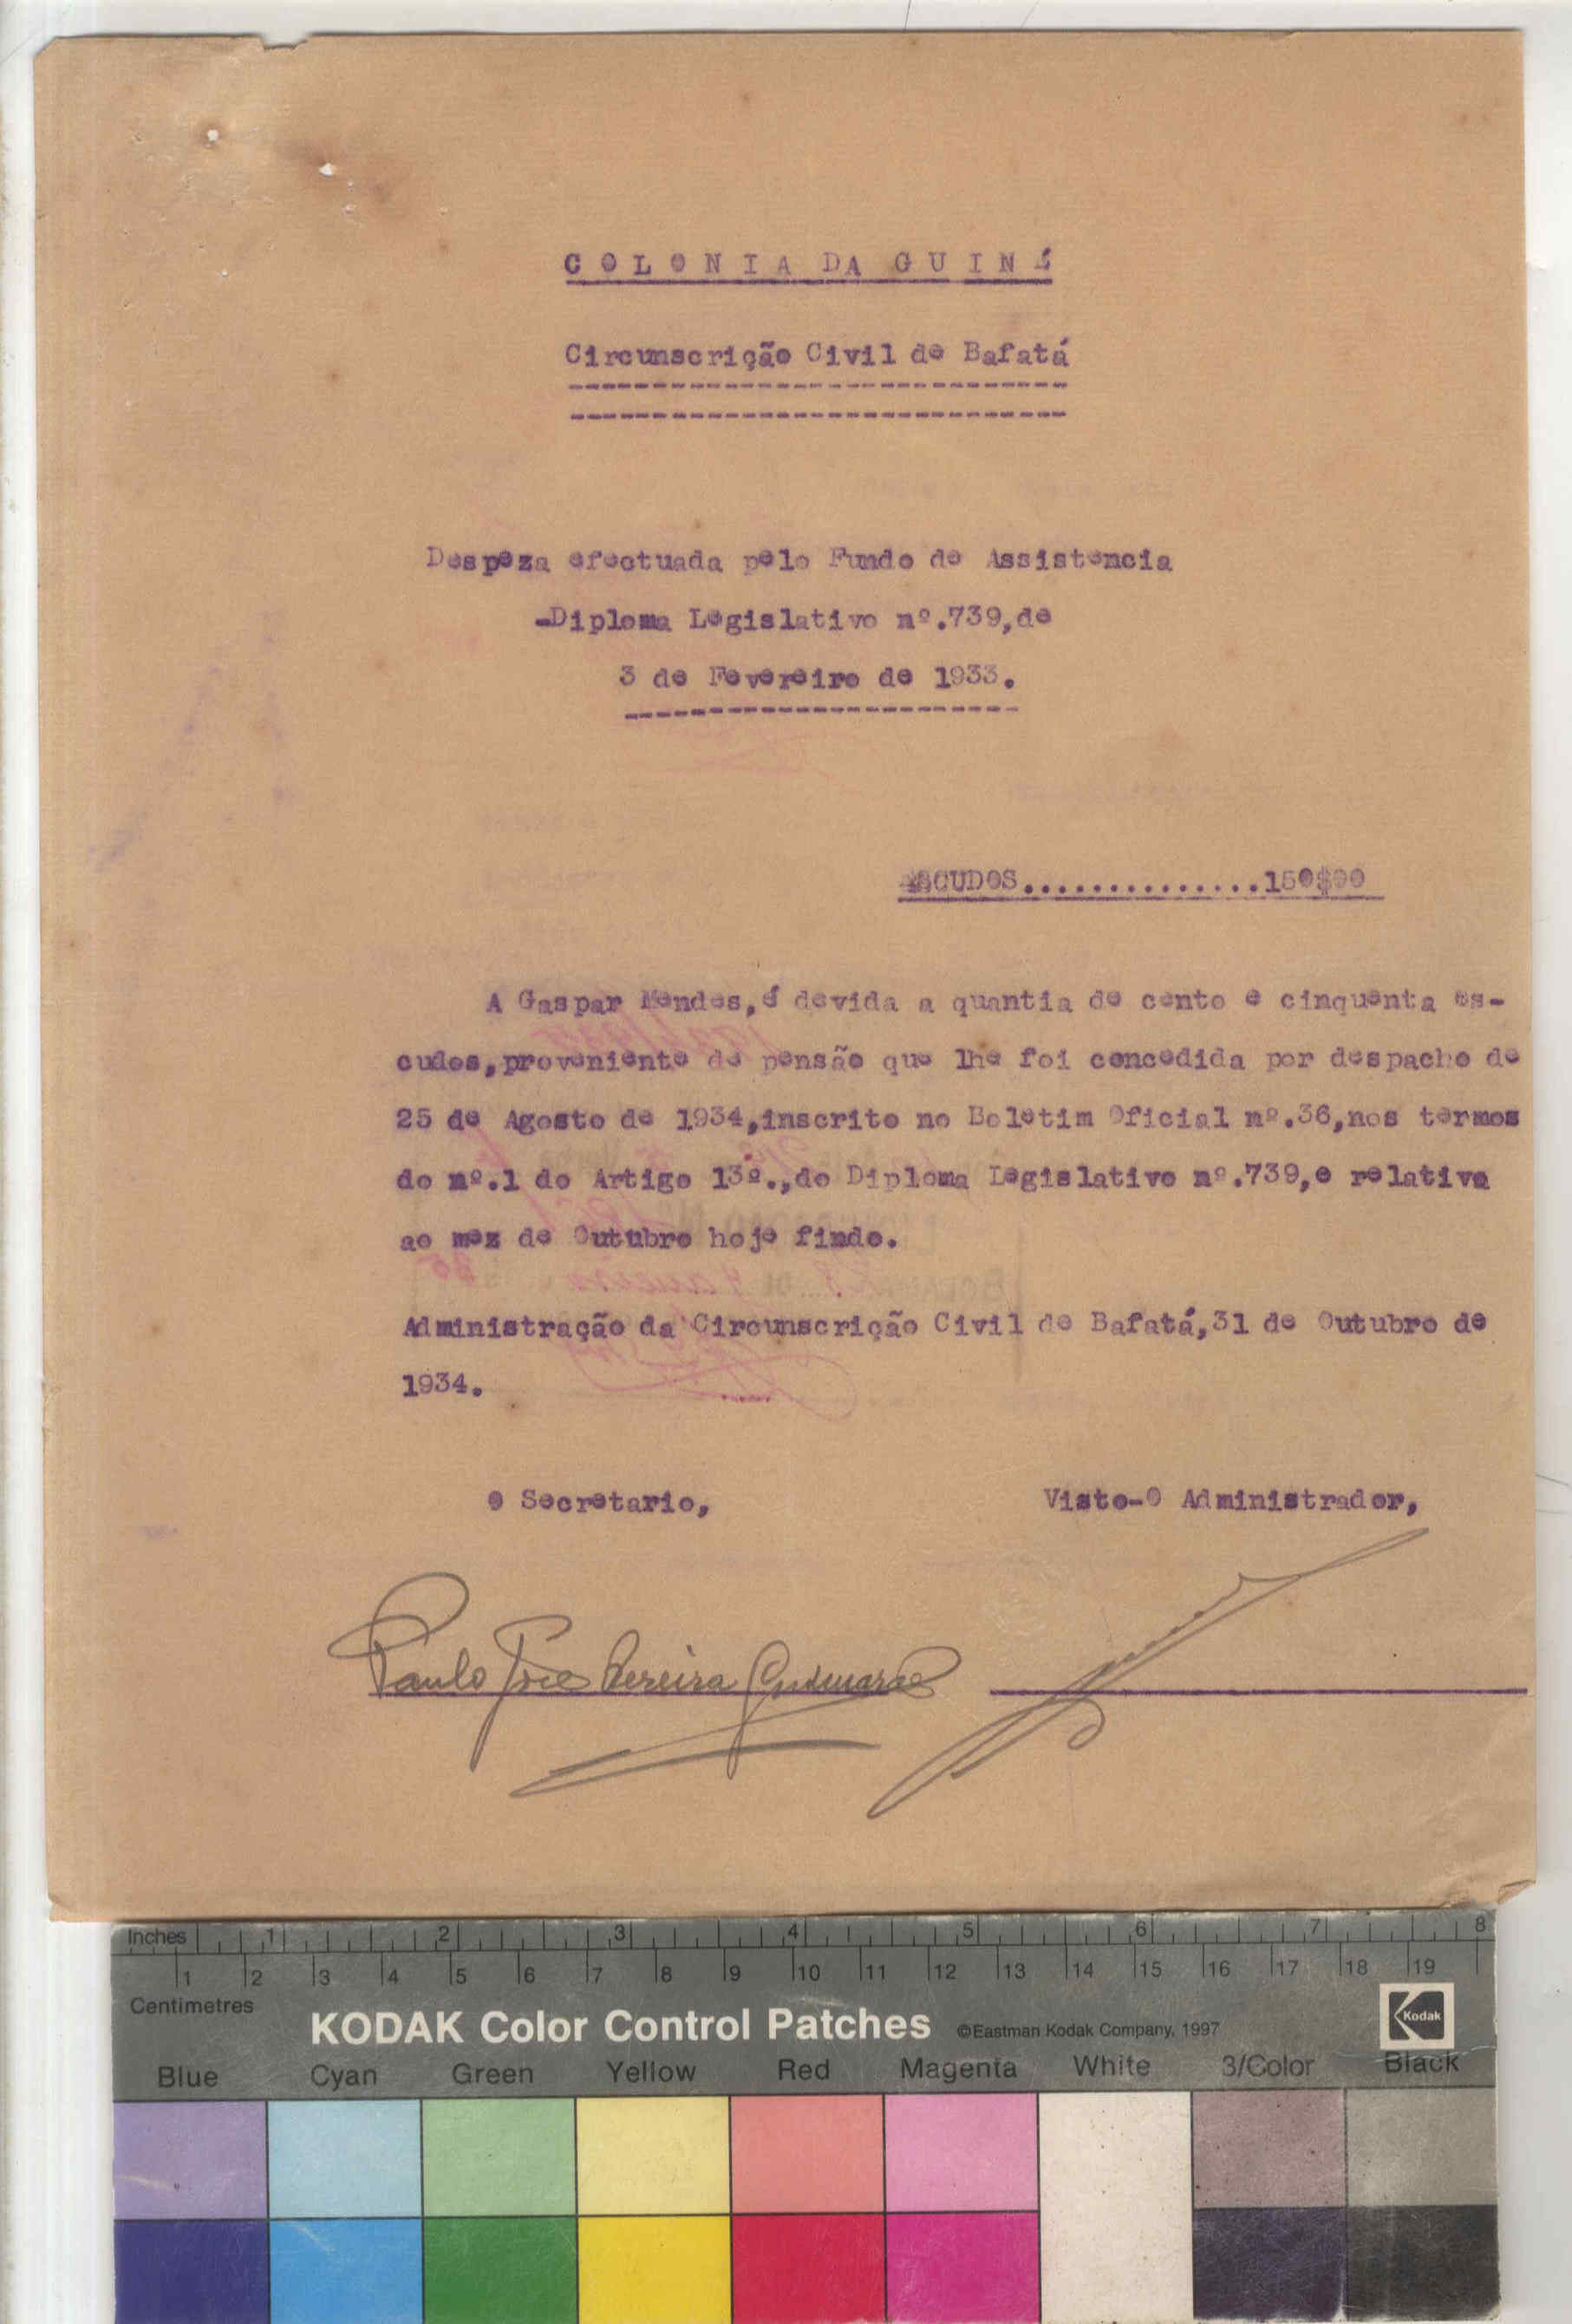 COLONIA DA GUINÉ
Circunscrição Civil de Bafatá
Despeza efectuada pelo Fundo de Assistencia
-Diploma Legislativo nº.739,de
3 de Fevereiro de 1933.
ESCUDOS..............150$00
A Gaspar Mendes,é devida a quantia de cento e cinquenta es-
cudos,proveniente de pensão que lhe foi concedida por despacho de
25 de Agosto de 1934,inscrito no Boletim Oficial nº.36,nos termos
do nº.1 do Artigo 13º.,do Diploma Legislativo nº.739,e relativa
ao mez de Outubro hoje findo.
Administração da Circunscrição Civil de Bafatá,31 de Outubro de
1934.
O Secretario, Visto-O Administrador,
Paulo José Pereira Guimarães
Inches 1 2 3 4 5 6 7 8
1 2 3 4 5 6 7 8 9 10 11 12 13 14 15 16 17 18 19
Centimetres
KODAK Color Control Patches ©Eastman Kodak Company, 1997 Kodak
Blue Cyan Green Yellow Red Magenta White 3/Color Black